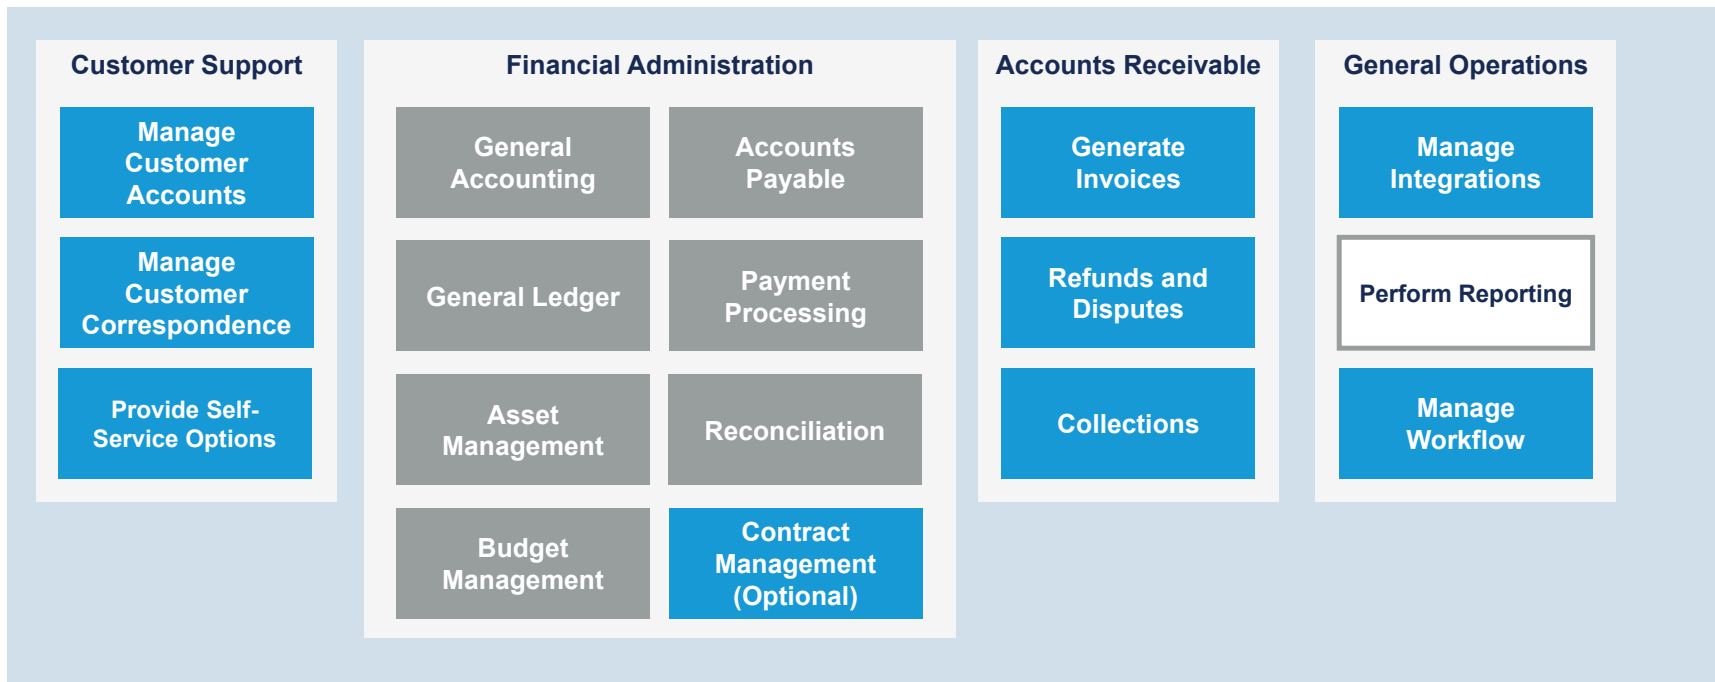 Customer Support
Manage
Customer
Accounts
Manage
Customer
Correspondence
Provide Self-
Service Options
Financial Administration
General
Accounting
Accounts
Payable
General Ledger
Payment
Processing
Asset
Management
Reconciliation
Budget
Management
Contract
Management
(Optional)
Accounts Receivable
Generate
Invoices
Refunds and
Disputes
Collections
General Operations
Manage
Integrations
Perform Reporting
Manage
Workflow